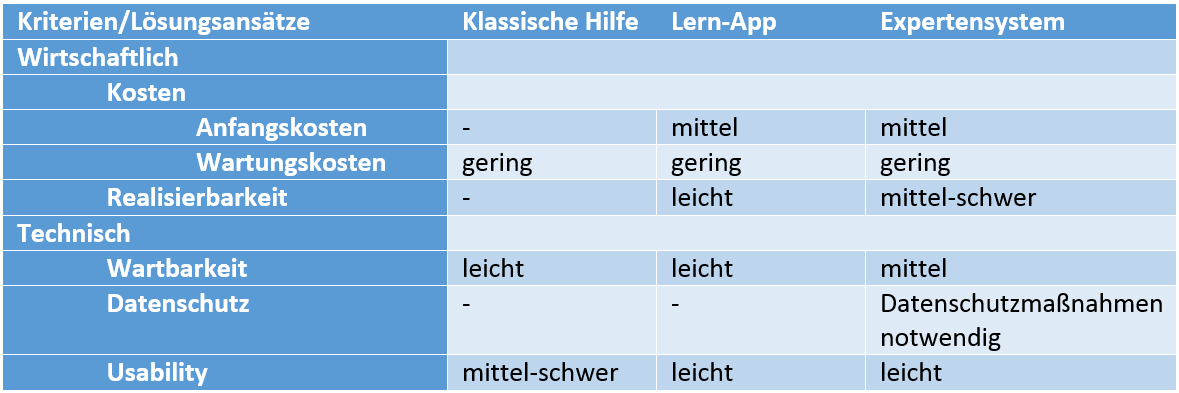 Kriterien/Lösungsansätze Klassische Hilfe Lern-App Expertensystem
Wirtschaftlich
Kosten
Anfangskosten - mittel mittel
Wartungskosten gering gering gering
Realisierbarkeit - leicht mittel-schwer
Technisch
Wartbarkeit leicht leicht mittel
Datenschutz - - Datenschutzmaßnahmen
notwendig
Usability mittel-schwer leicht leicht